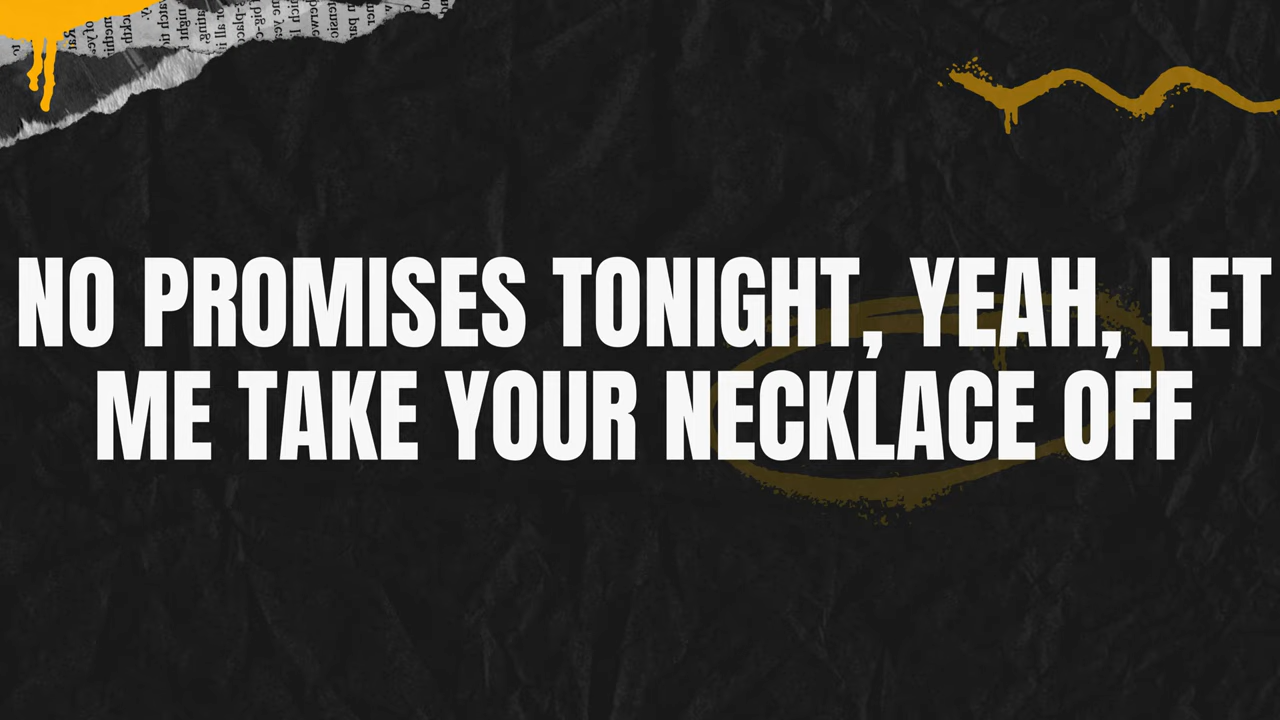 NO PROMISES TONIGHT, YEAH, LET
ME TAKE YOUR NECKLACE OFF